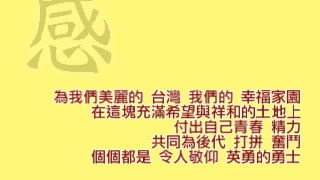 感
為我們美麗的 台灣 我們的 幸福家園
在這塊充滿希望與祥和的土地上
付出自己青春 精力
共同為後代 打拼 奮鬥
個個都是 令人敬仰 英勇的勇士